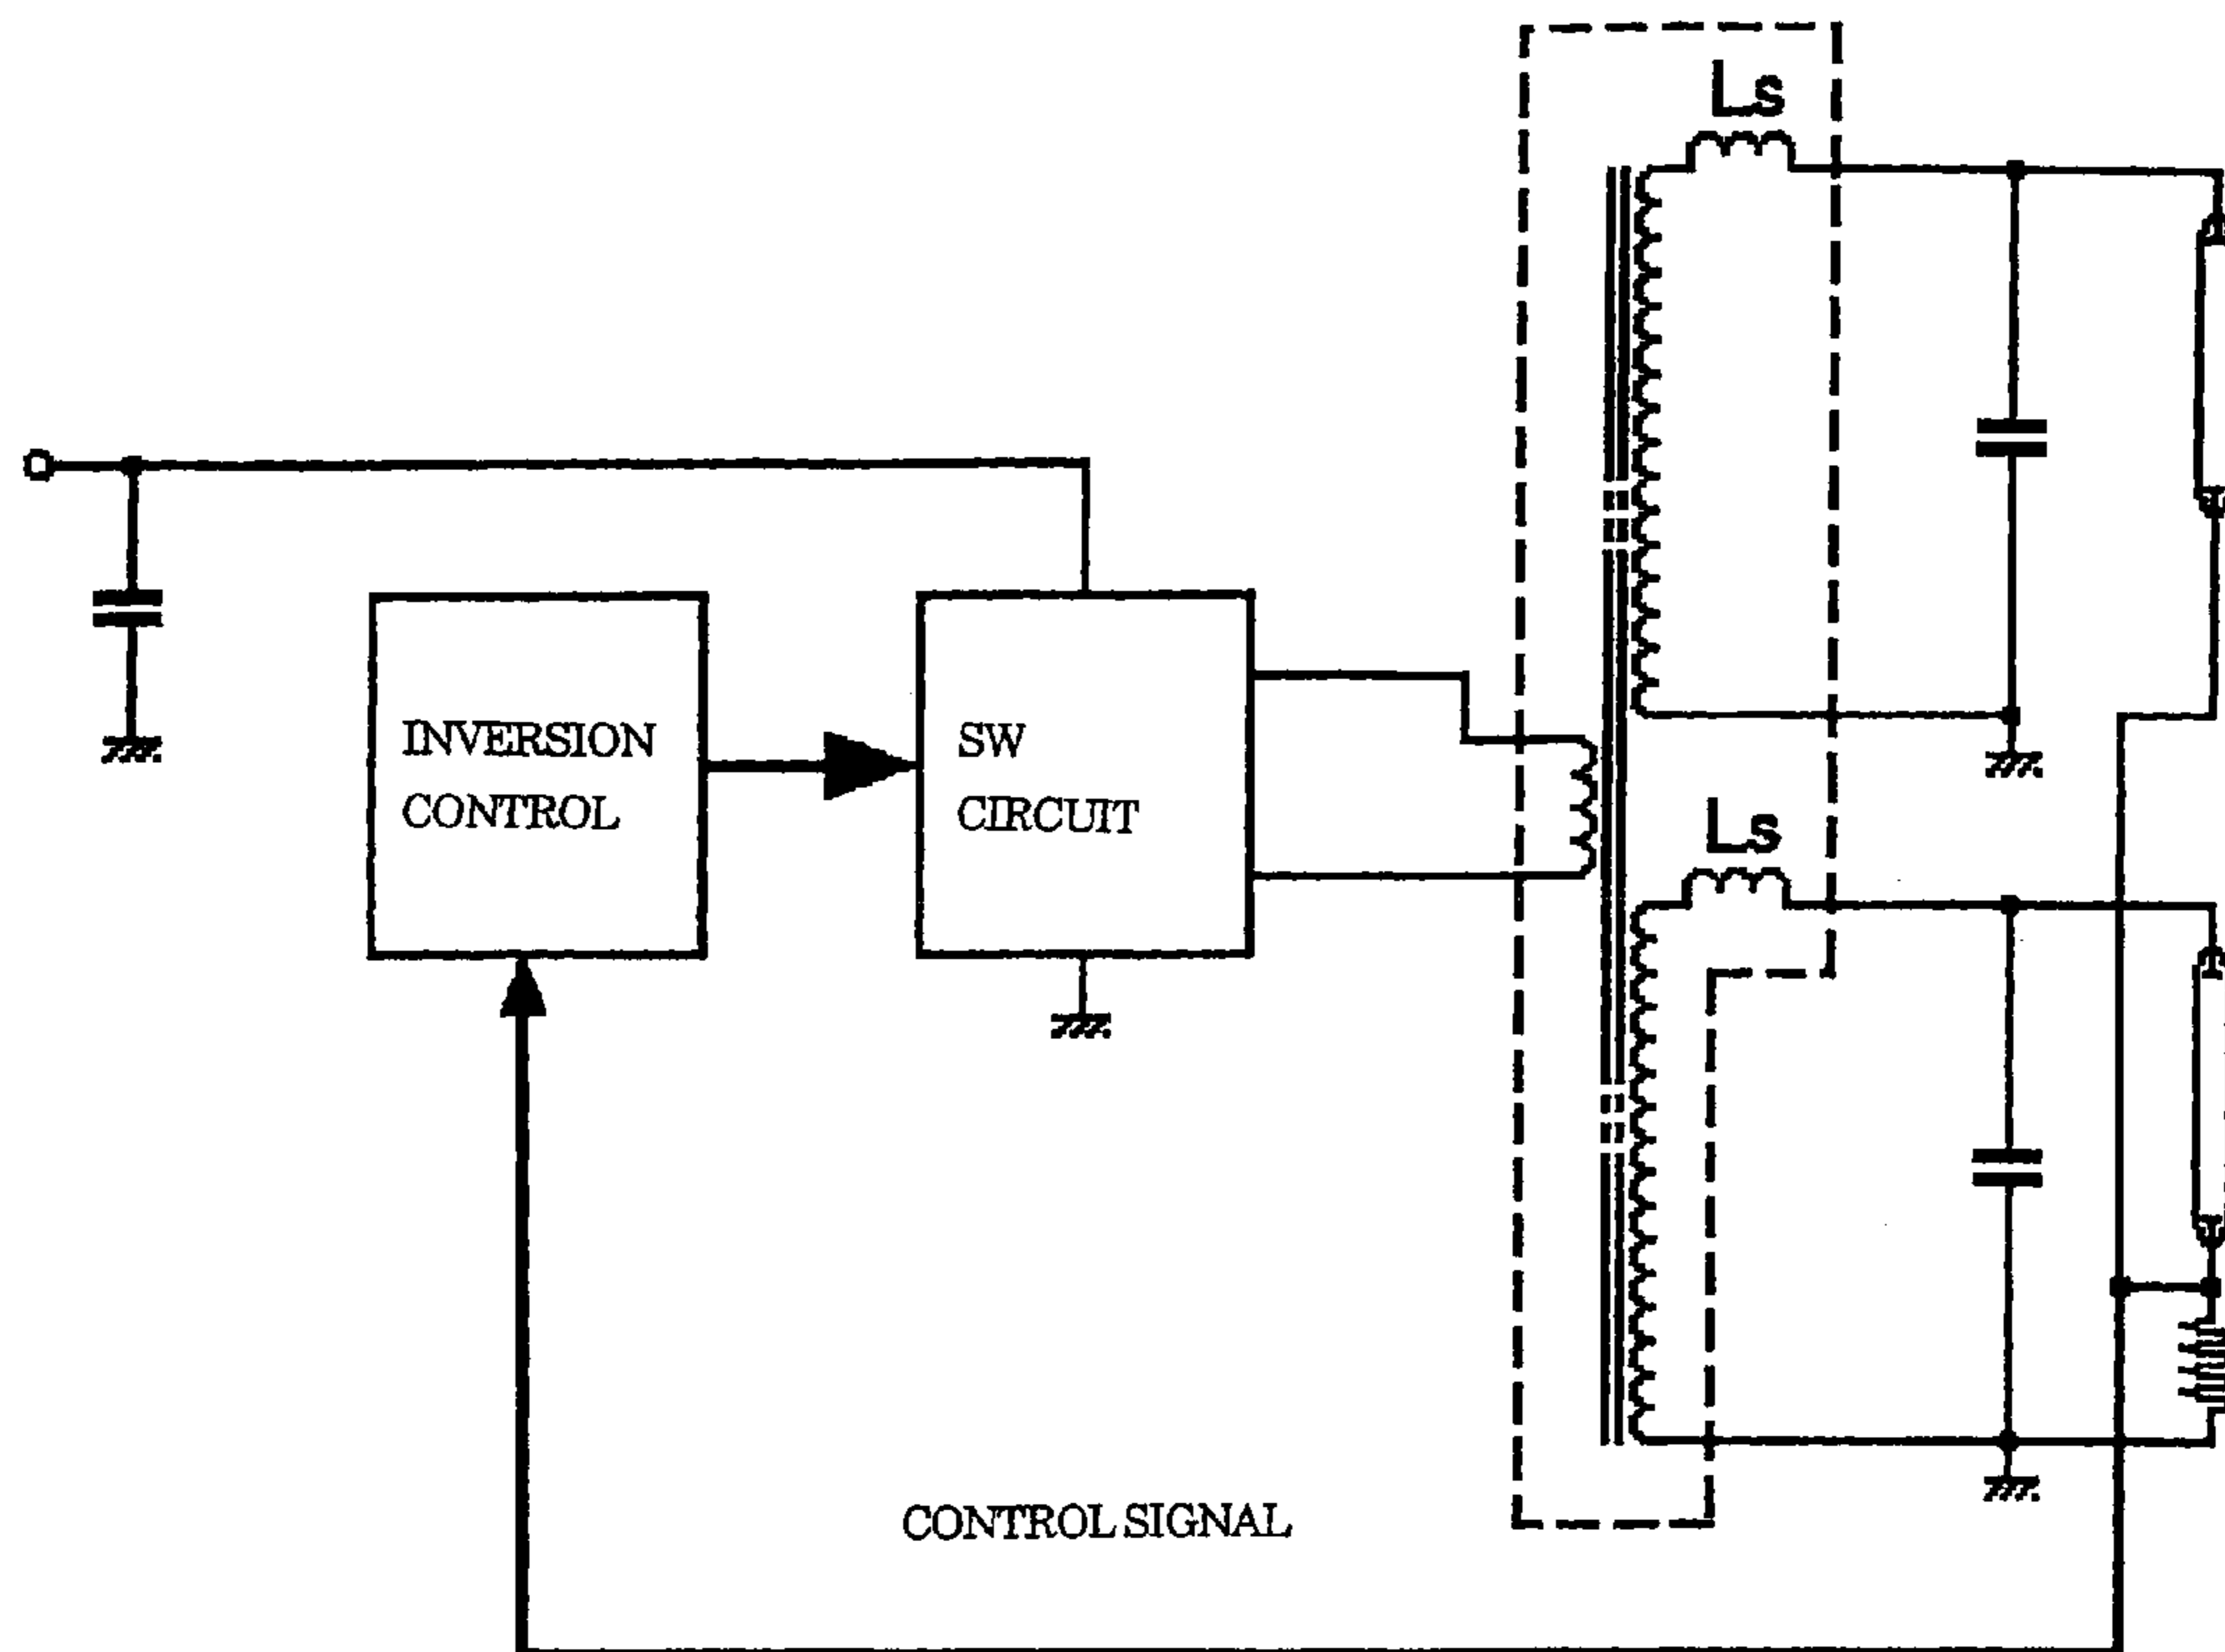 Ls
INVERSION
CONTROL
SW
CIRCUIT
Ls
CONTROL SIGNAL